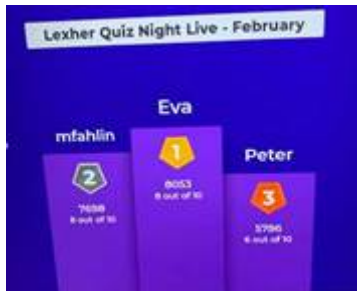 Lexher Quiz Night Live - February
Eva
mfahlin
Peter
1
8053
8 out of 10
2
7698
8 out of 10
3
5786
6 out of 10